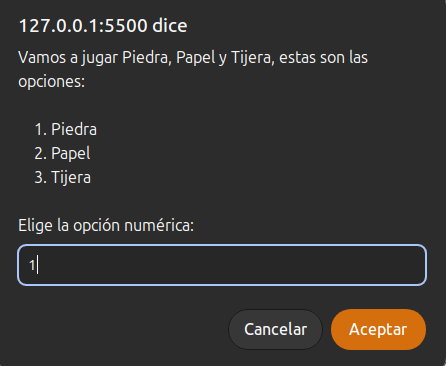 127.0.0.1:5500 dice
Vamos a jugar Piedra, Papel y Tijera, estas son las
opciones:
1. Piedra
2. Papel
3. Tijera
Elige la opción numérica:
1
Cancelar
Aceptar